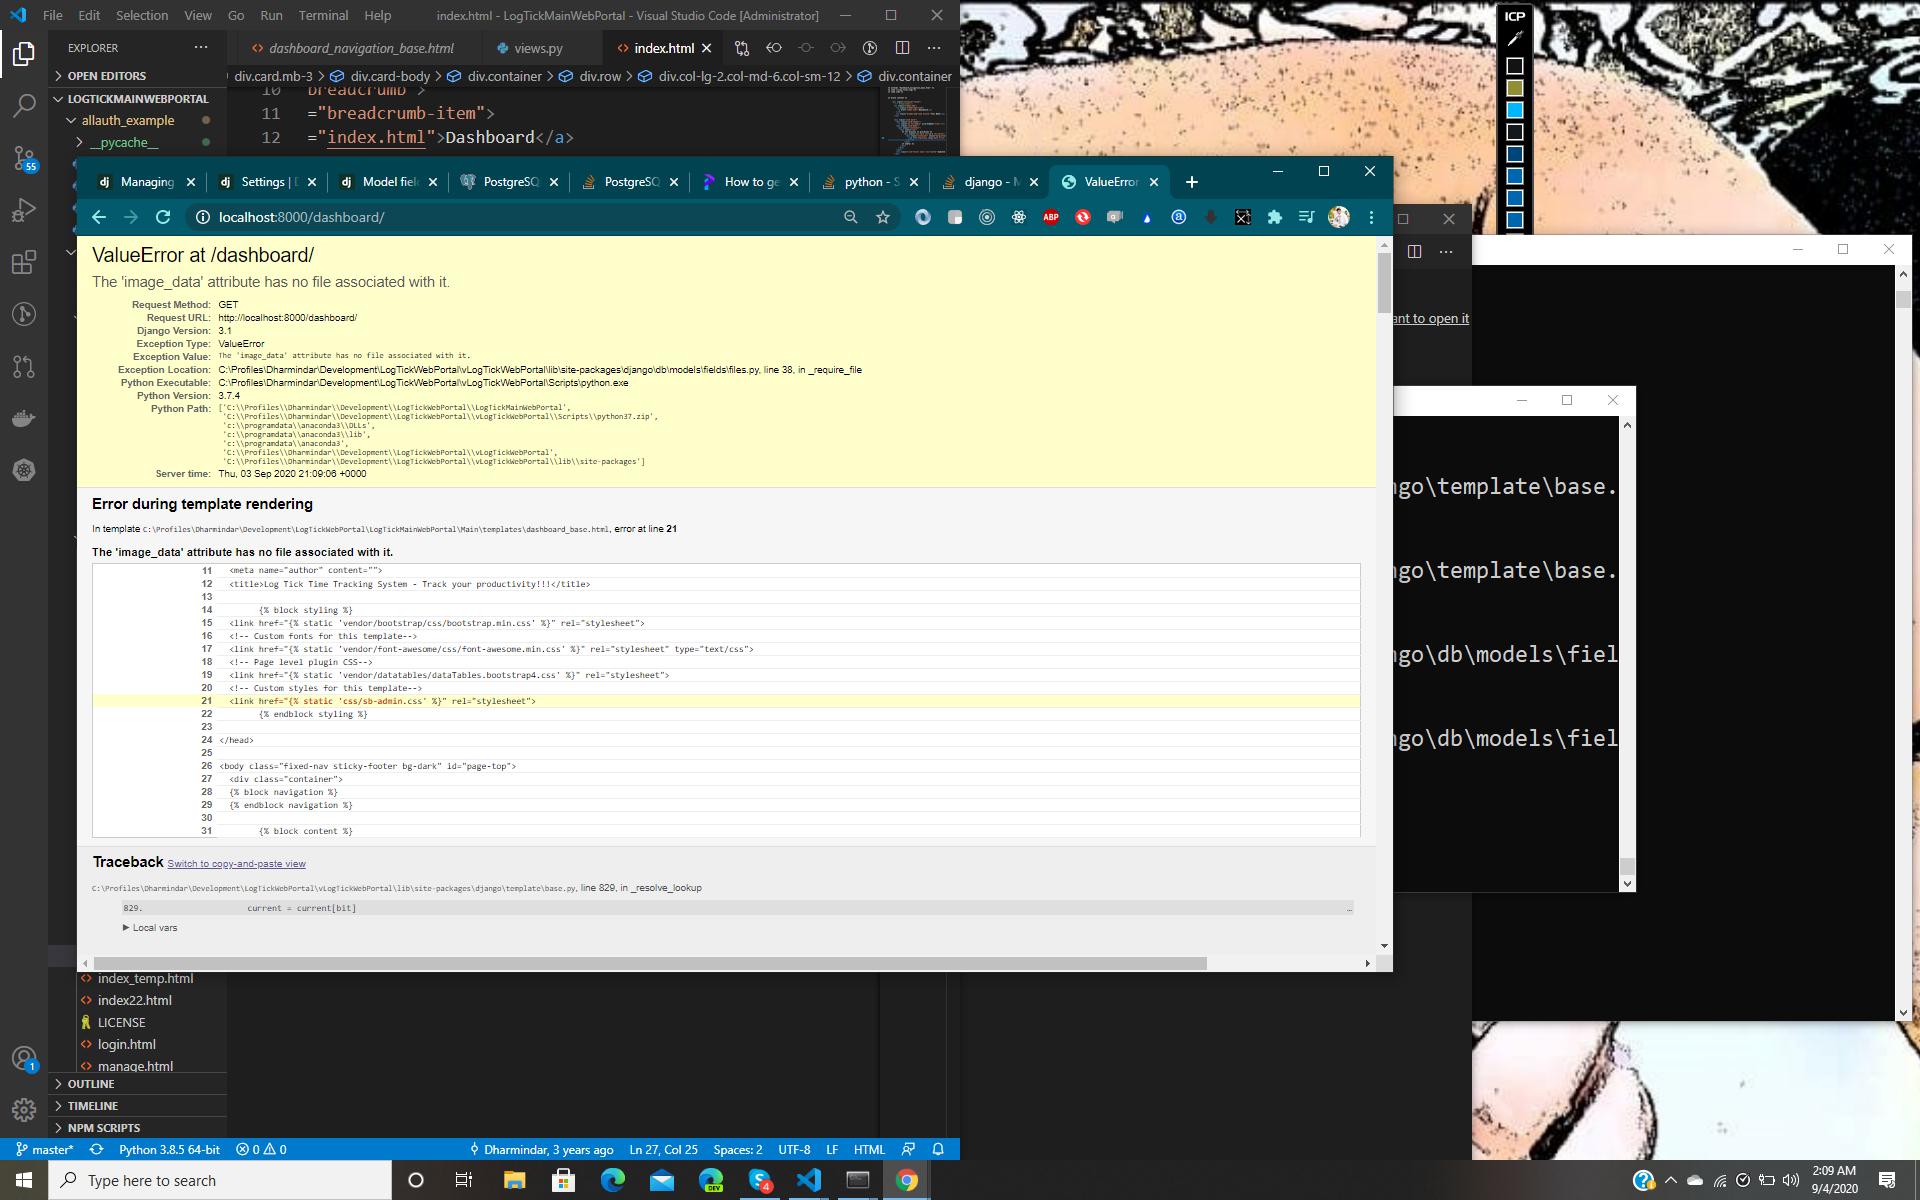 File Edit Selection View Go Run Terminal Help
index.html - LogTickMainWebPortal - Visual Studio Code [Administrator]
EXPLORER
dashboard_navigation_base.html
views.py
index.html
OPEN EDITORS
div.card.mb-3 > div.card-body > div.container > div.row > div.col-lg-2.col-md-6.col-sm-12 > div.container
LOGTICKMAINWEBPORTAL
allauth_example
__pycache__
10 breadcrumb">
11 ="breadcrumb-item">
12 ="index.html">Dashboard</a>
55
ICP
Managing
Settings | D
Model fiel
PostgreSQ
PostgreSQ
How to ge
python - S
django - M
ValueError
localhost:8000/dashboard/
ABP
ValueError at /dashboard/
The 'image_data' attribute has no file associated with it.
Request Method: GET
Request URL: http://localhost:8000/dashboard/
Django Version: 3.1
Exception Type: ValueError
Exception Value: The 'image_data' attribute has no file associated with it.
Exception Location: C:\Profiles\Dharmindar\Development\LogTickWebPortal\vLogTickWebPortal\lib\site-packages\django\db\models\fields\files.py, line 38, in _require_file
Python Executable: C:\Profiles\Dharmindar\Development\LogTickWebPortal\vLogTickWebPortal\Scripts\python.exe
Python Version: 3.7.4
Python Path: ['C:\\Profiles\\Dharmindar\\Development\\LogTickWebPortal\\LogTickMainWebPortal',
'C:\\Profiles\\Dharmindar\\Development\\LogTickWebPortal\\vLogTickWebPortal\\Scripts\\python37.zip',
'c:\\programdata\\anaconda3\\DLLs',
'c:\\programdata\\anaconda3\\lib',
'c:\\programdata\\anaconda3',
'C:\\Profiles\\Dharmindar\\Development\\LogTickWebPortal\\vLogTickWebPortal',
'C:\\Profiles\\Dharmindar\\Development\\LogTickWebPortal\\vLogTickWebPortal\\lib\\site-packages']
Server time: Thu, 03 Sep 2020 21:09:06 +0000
Error during template rendering
In template C:\Profiles\Dharmindar\Development\LogTickWebPortal\LogTickMainWebPortal\Main\templates\dashboard_base.html, error at line 21
The 'image_data' attribute has no file associated with it.
11 <meta name="author" content="">
12 <title>Log Tick Time Tracking System - Track your productivity!!!</title>
13
14 {% block styling %}
15 <link href="{% static 'vendor/bootstrap/css/bootstrap.min.css' %}" rel="stylesheet">
16 <!-- Custom fonts for this template-->
17 <link href="{% static 'vendor/font-awesome/css/font-awesome.min.css' %}" rel="stylesheet" type="text/css">
18 <!-- Page level plugin CSS-->
19 <link href="{% static 'vendor/datatables/dataTables.bootstrap4.css' %}" rel="stylesheet">
20 <!-- Custom styles for this template-->
21 <link href="{% static 'css/sb-admin.css' %}" rel="stylesheet">
22 {% endblock styling %}
23
24 </head>
25
26 <body class="fixed-nav sticky-footer bg-dark" id="page-top">
27 <div class="container">
28 {% block navigation %}
29 {% endblock navigation %}
30
31 {% block content %}
Traceback Switch to copy-and-paste view
C:\Profiles\Dharmindar\Development\LogTickWebPortal\vLogTickWebPortal\lib\site-packages\django\template\base.py, line 829, in _resolve_lookup
829. current = current[bit] …
Local vars
ant to open it
ngo\template\base.
ngo\template\base.
ngo\db\models\fiel
ngo\db\models\fiel
index_temp.html
index22.html
LICENSE
login.html
manage.html
1
OUTLINE
TIMELINE
NPM SCRIPTS
master* Python 3.8.5 64-bit 0 0 Dharmindar, 3 years ago Ln 27, Col 25 Spaces: 2 UTF-8 LF HTML
Type here to search
DEV
4
2:09 AM
9/4/2020